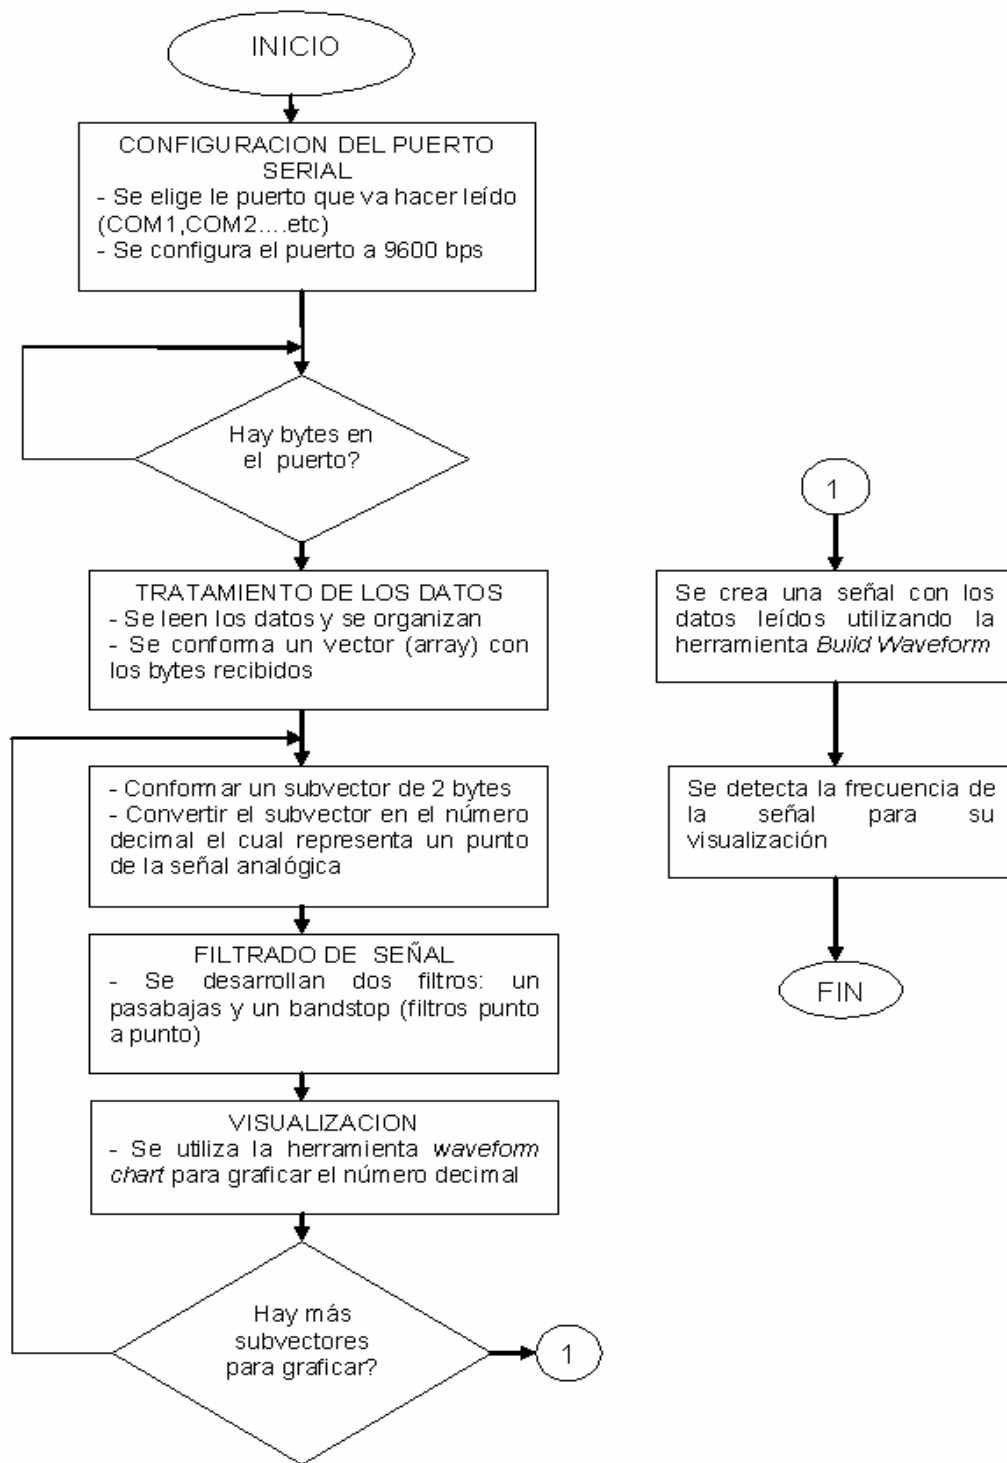 INICIO
CONFIGURACION DEL PUERTO
SERIAL
- Se elige le puerto que va hacer leído
(COM1,COM2....etc)
- Se configura el puerto a 9600 bps
Hay bytes en
el puerto?
TRATAMIENTO DE LOS DATOS
- Se leen los datos y se organizan
- Se conforma un vector (array) con
los bytes recibidos
- Conformar un subvector de 2 bytes
- Convertir el subvector en el número
decimal el cual representa un punto
de la señal analógica
FILTRADO DE SEÑAL
- Se desarrollan dos filtros: un
pasabajas y un bandstop (filtros punto
a punto)
VISUALIZACION
- Se utiliza la herramienta waveform
chart para graficar el número decimal
Hay más
subvectores
para graficar?
1
1
Se crea una señal con los
datos leídos utilizando la
herramienta Build Waveform
Se detecta la frecuencia de
la señal para su
visualización
FIN